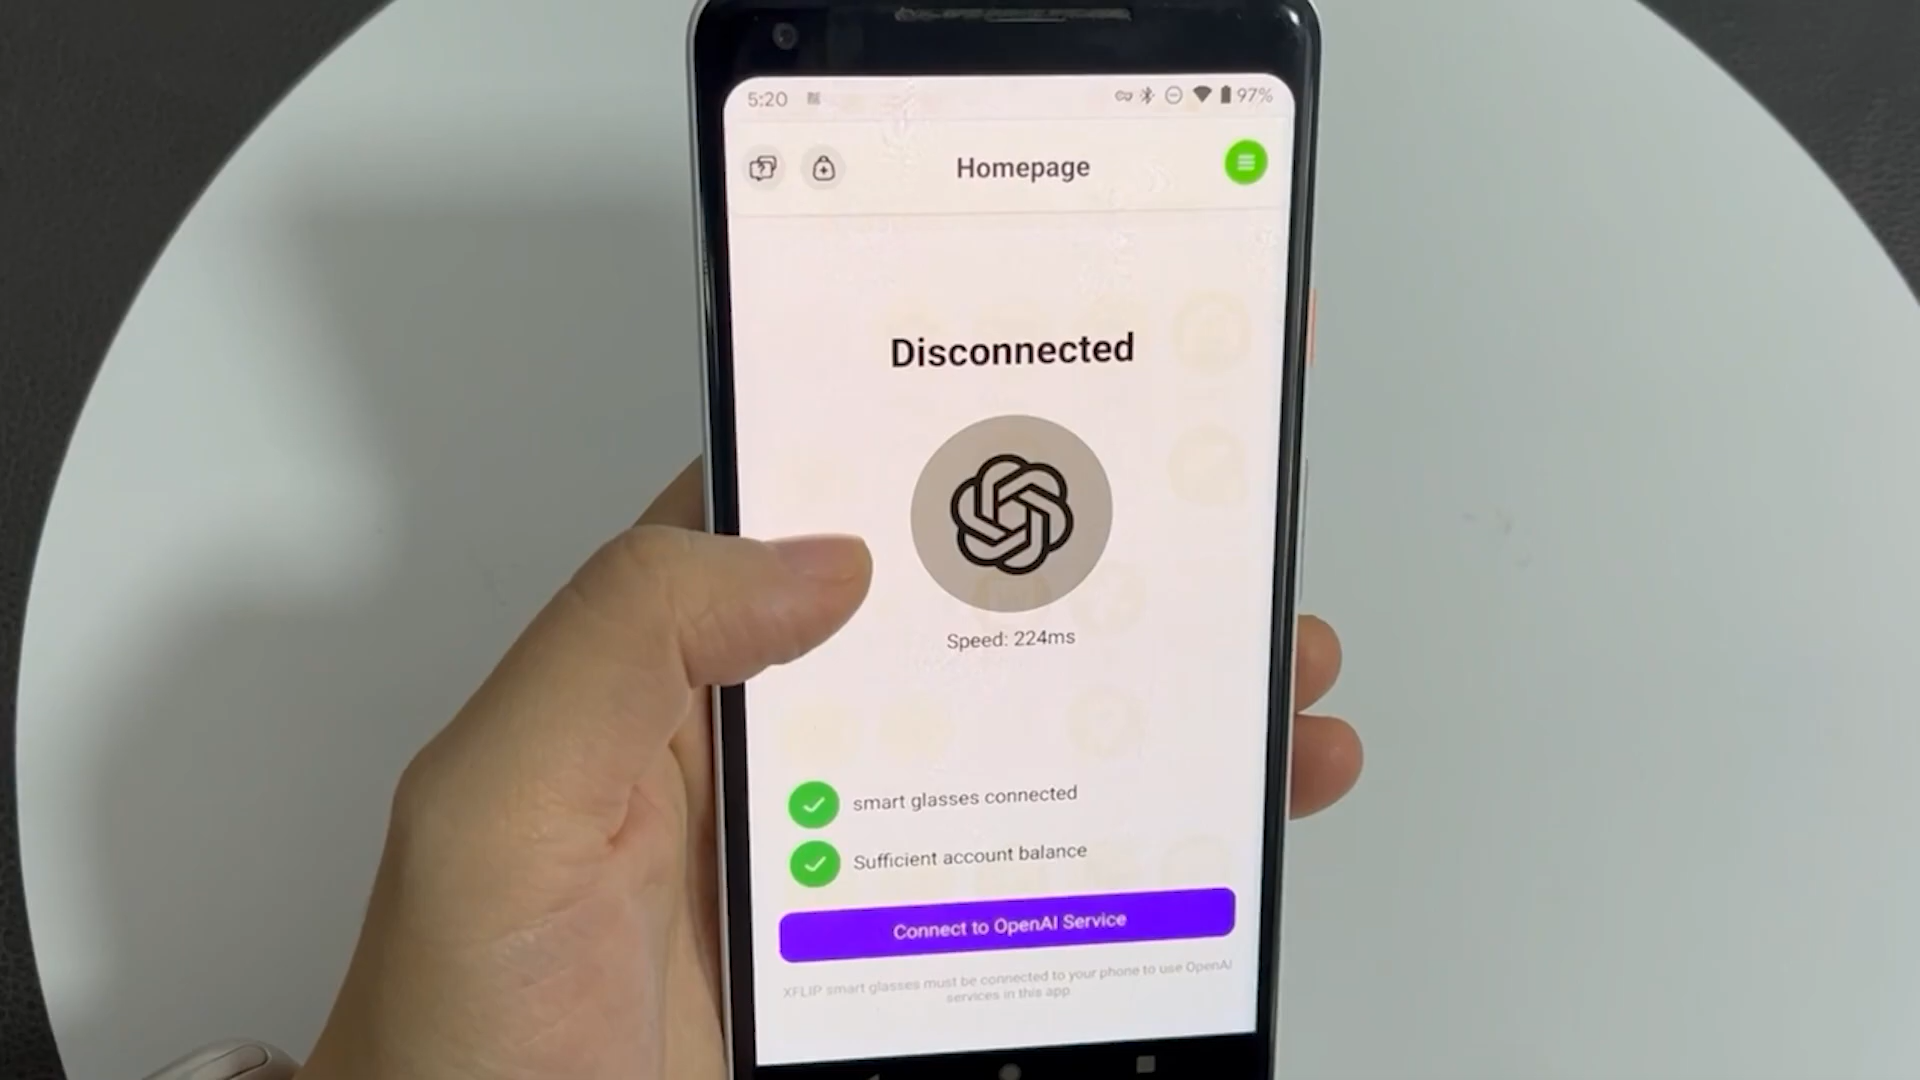 5:20
97%
Homepage
Disconnected
Speed: 224ms
smart glasses connected
Sufficient account balance
Connect to OpenAI Service
XFLIP smart glasses must be connected to your phone to use OpenAI
services in this app